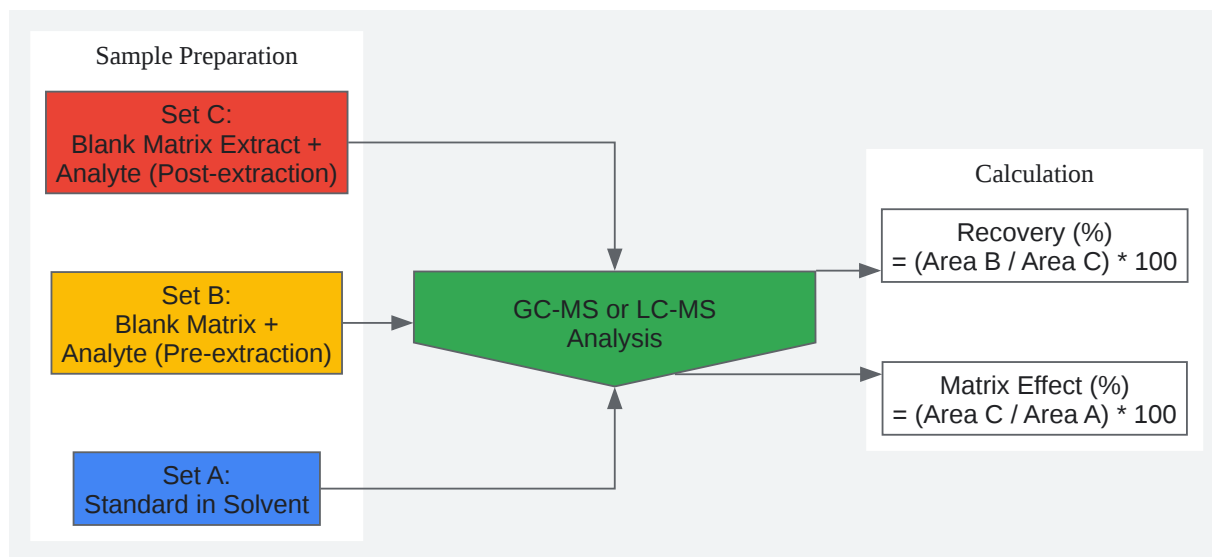 Sample Preparation
Set C:
Blank Matrix Extract +
Analyte (Post-extraction)
Set B:
Blank Matrix +
Analyte (Pre-extraction)
Set A:
Standard in Solvent
GC-MS or LC-MS
Analysis
Calculation
Recovery (%)
= (Area B / Area C) * 100
Matrix Effect (%)
= (Area C / Area A) * 100